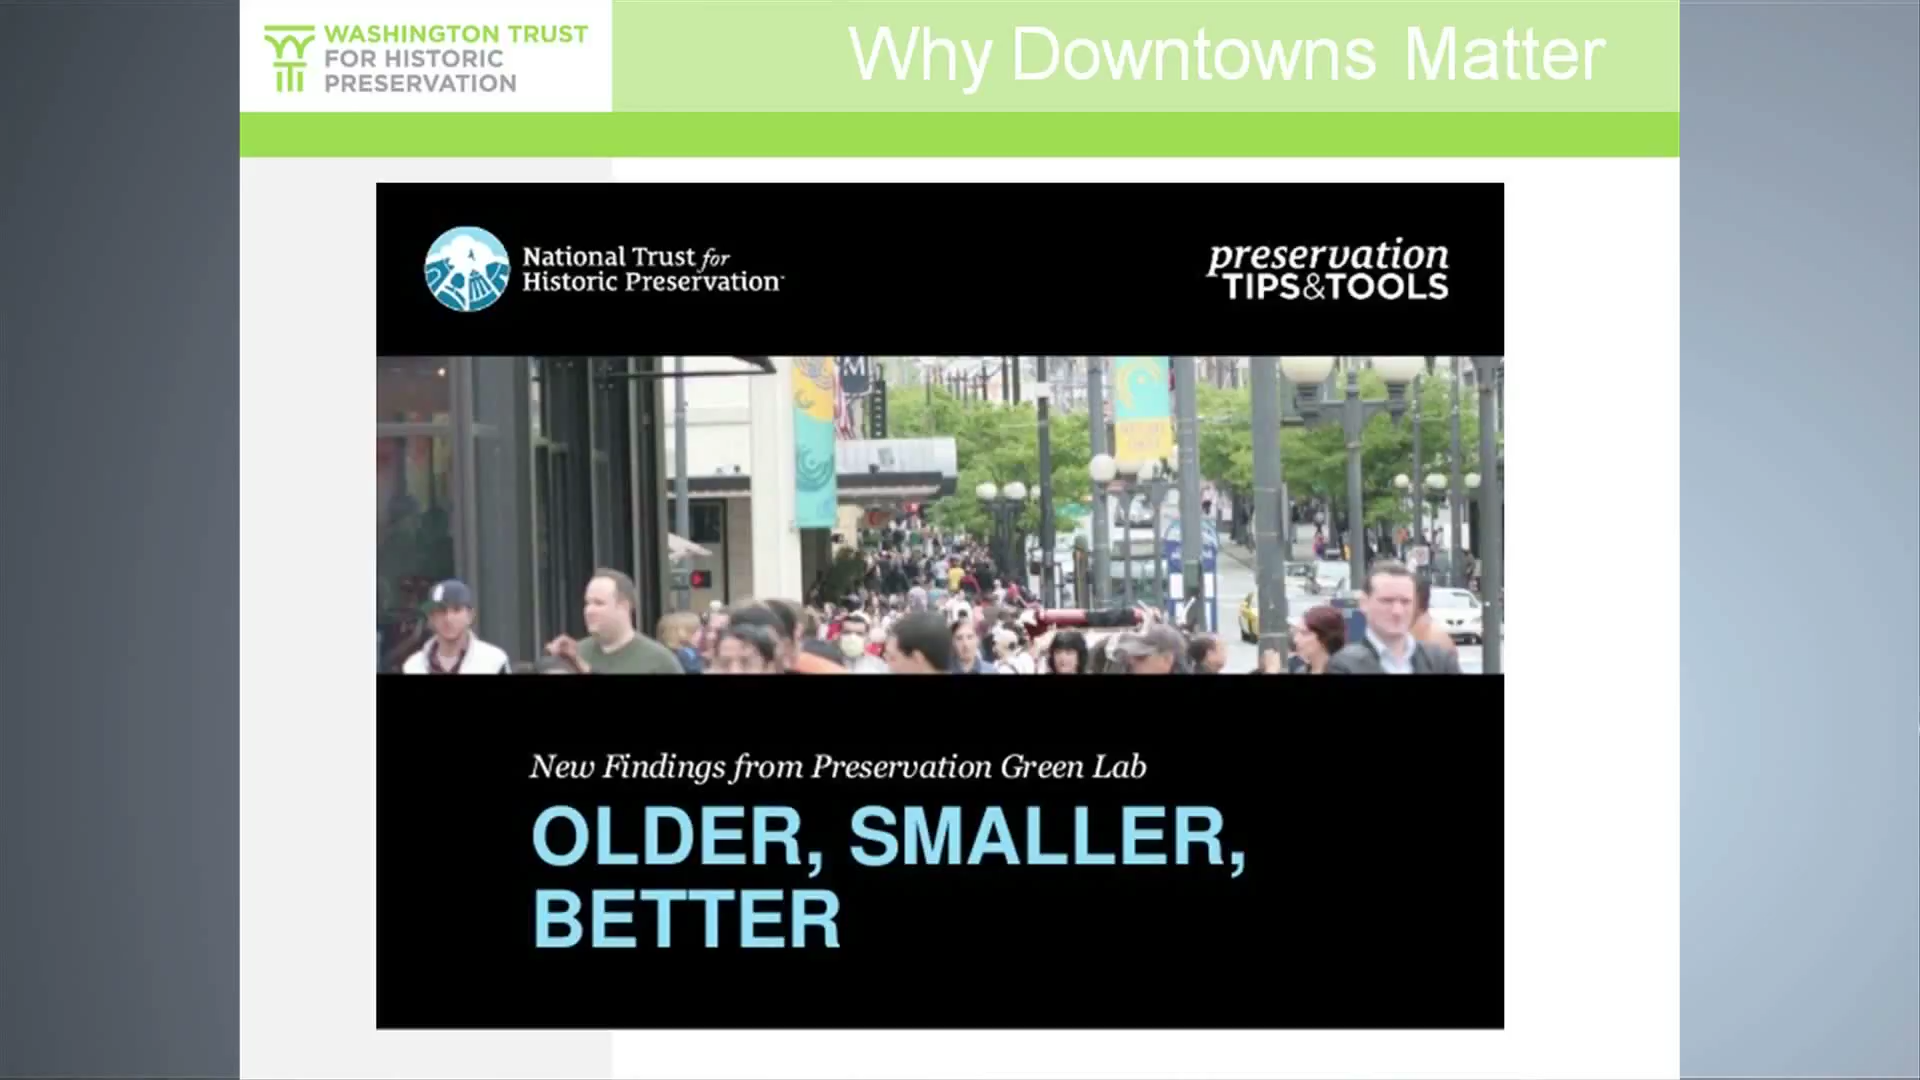 WASHINGTON TRUST
FOR HISTORIC
PRESERVATION
Why Downtowns Matter
National Trust for
Historic Preservation
preservation
TIPS&TOOLS
M
New Findings from Preservation Green Lab
OLDER, SMALLER,
BETTER